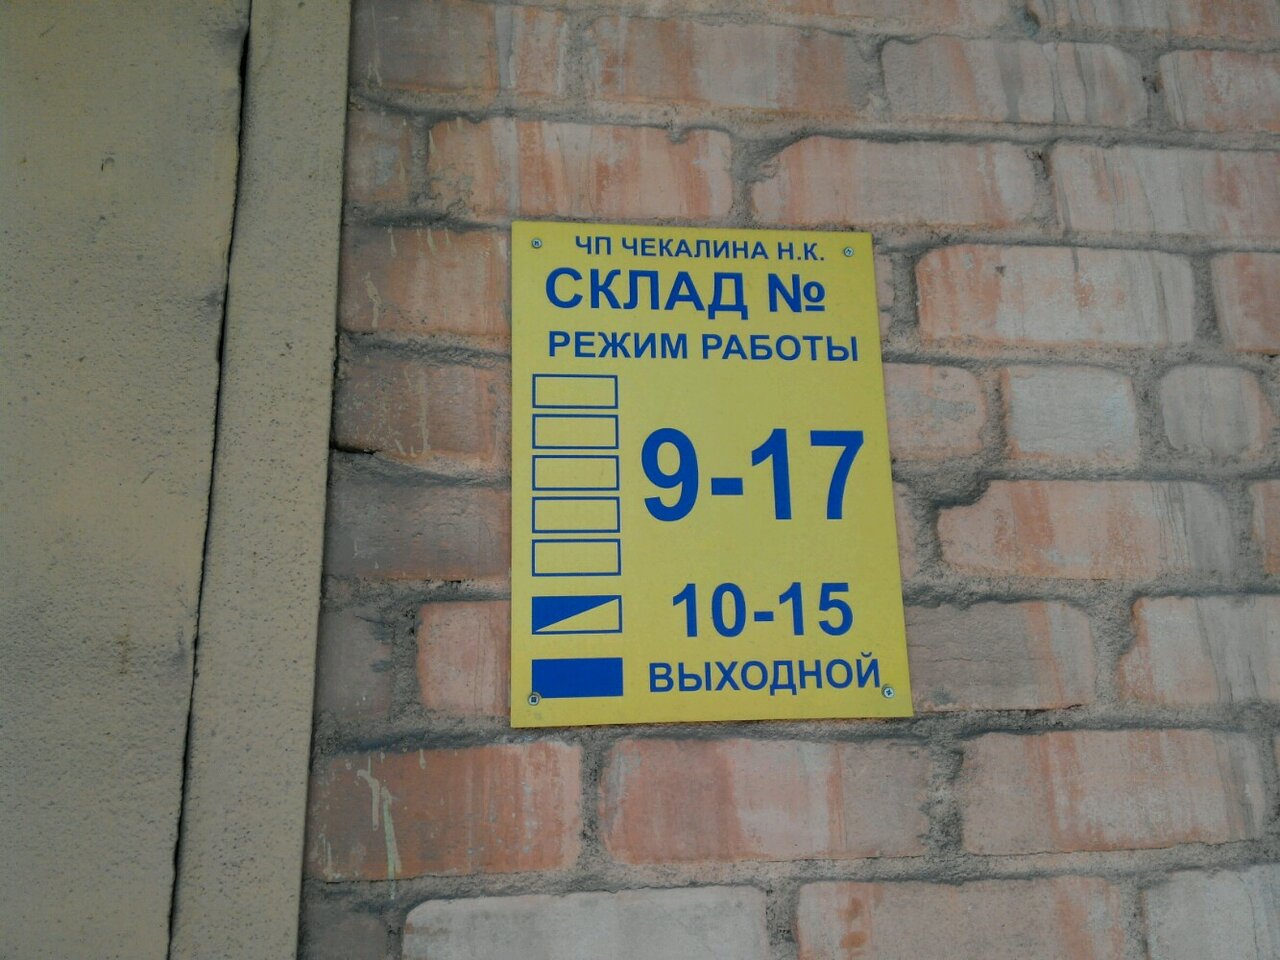 ЧП ЧЕКАЛИНА Н.К.
СКЛАД №
РЕЖИМ РАБОТЫ
9-17
10-15
ВЫХОДНОЙ